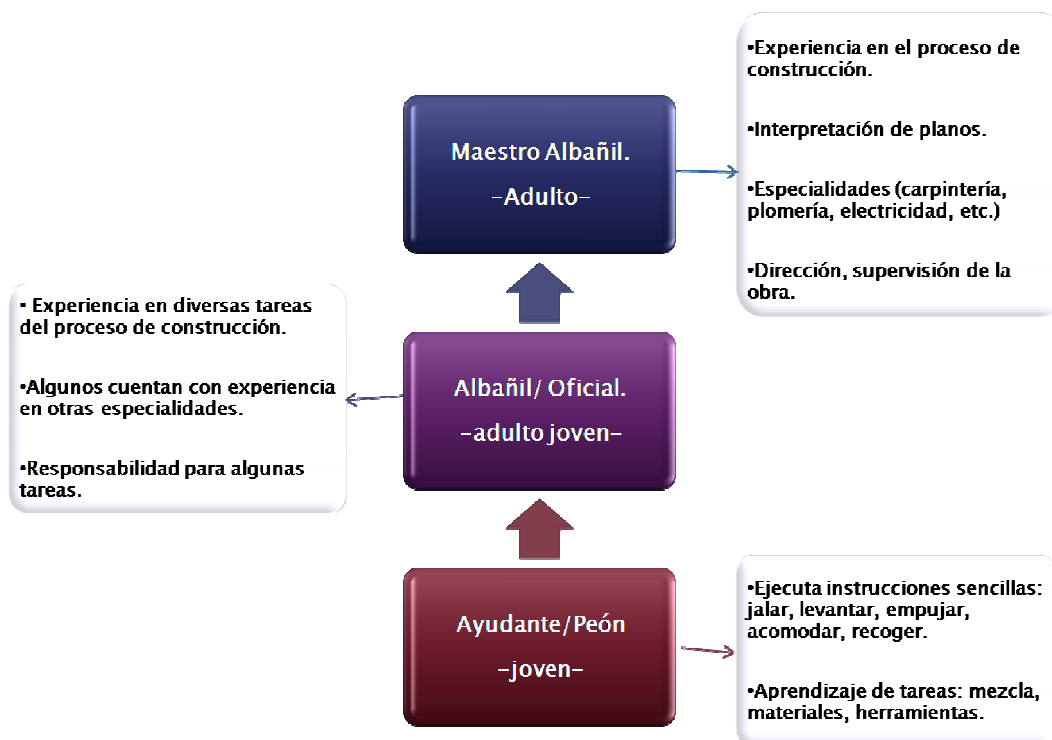 •Experiencia en el proceso de
construcción.
•Interpretación de planos.
•Especialidades (carpintería,
plomería, electricidad, etc.)
•Dirección, supervisión de la
obra.
Maestro Albañil.
-Adulto-
• Experiencia en diversas tareas
del proceso de construcción.
•Algunos cuentan con experiencia
en otras especialidades.
•Responsabilidad para algunas
tareas.
Albañil/ Oficial.
-adulto joven-
Ayudante/Peón
-joven-
•Ejecuta instrucciones sencillas:
jalar, levantar, empujar,
acomodar, recoger.
•Aprendizaje de tareas: mezcla,
materiales, herramientas.